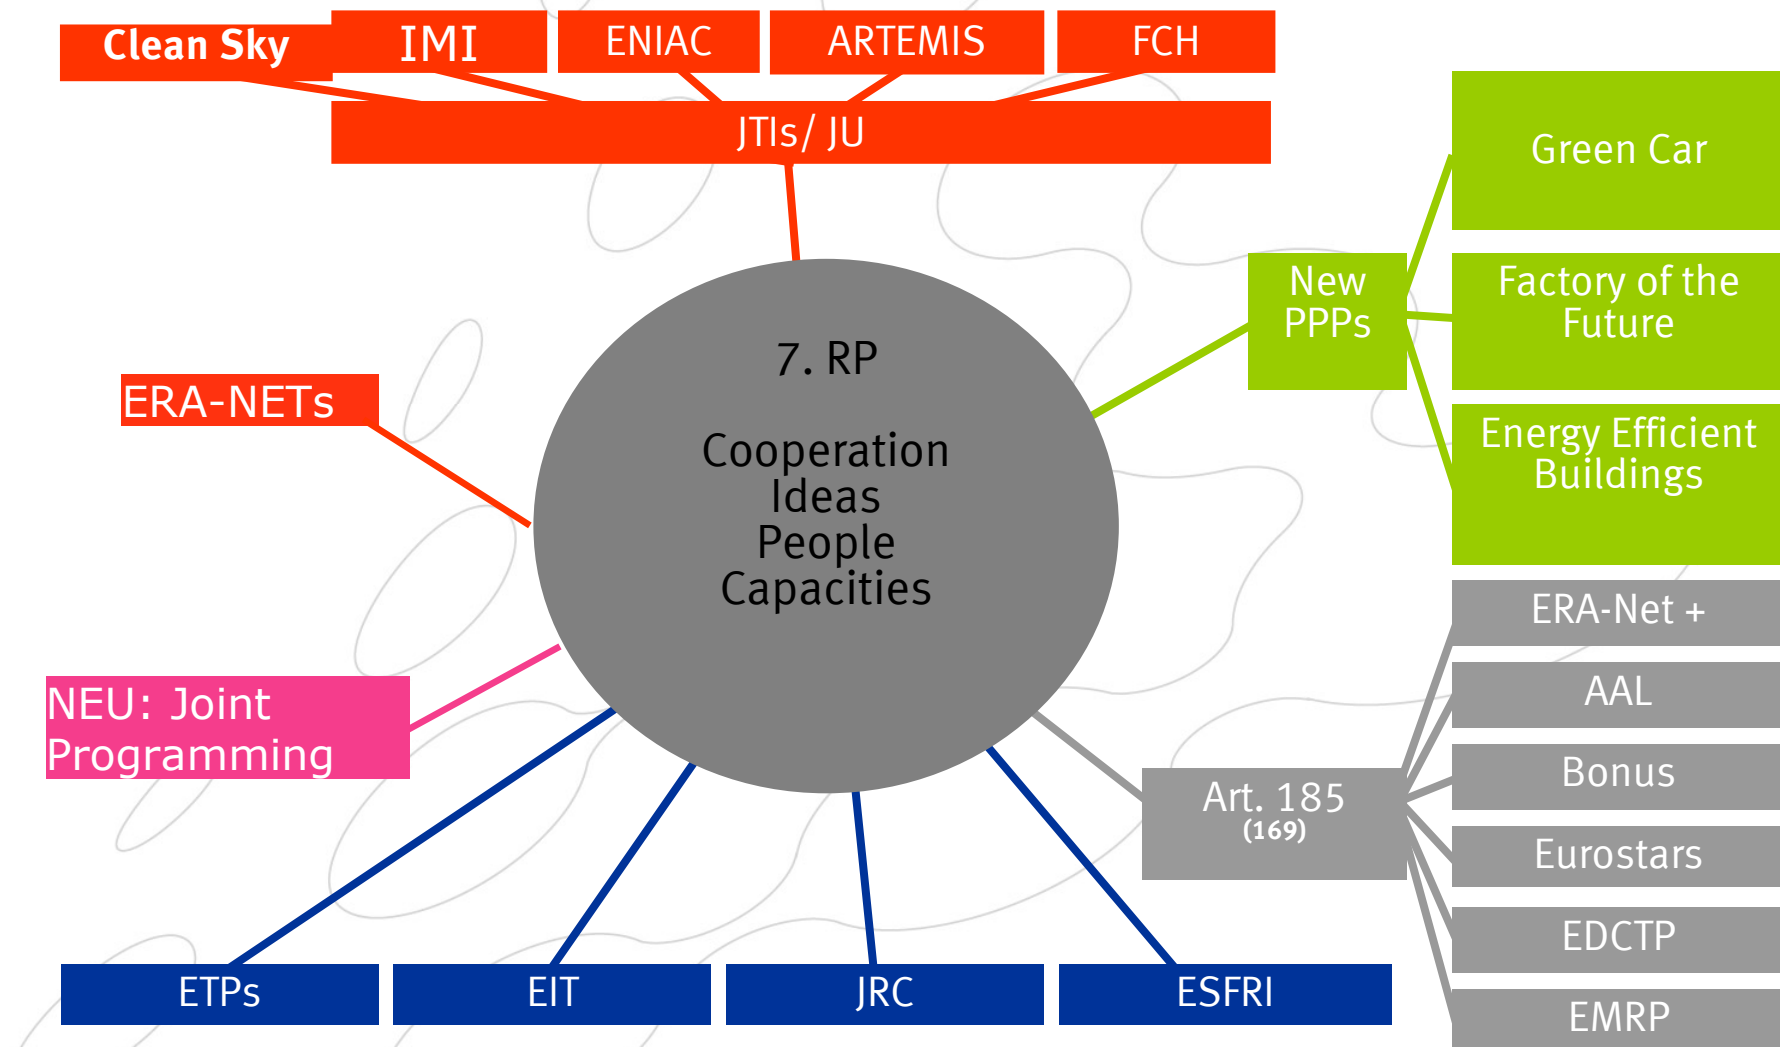 Clean Sky
IMI
ENIAC
ARTEMIS
FCH
JTIs/ JU
Green Car
New
PPPs
Factory of the
Future
Energy Efficient
Buildings
7. RP
Cooperation
Ideas
People
Capacities
ERA-NETs
NEU: Joint
Programming
Art. 185
(169)
ERA-Net +
AAL
Bonus
Eurostars
EDCTP
EMRP
ETPs
EIT
JRC
ESFRI